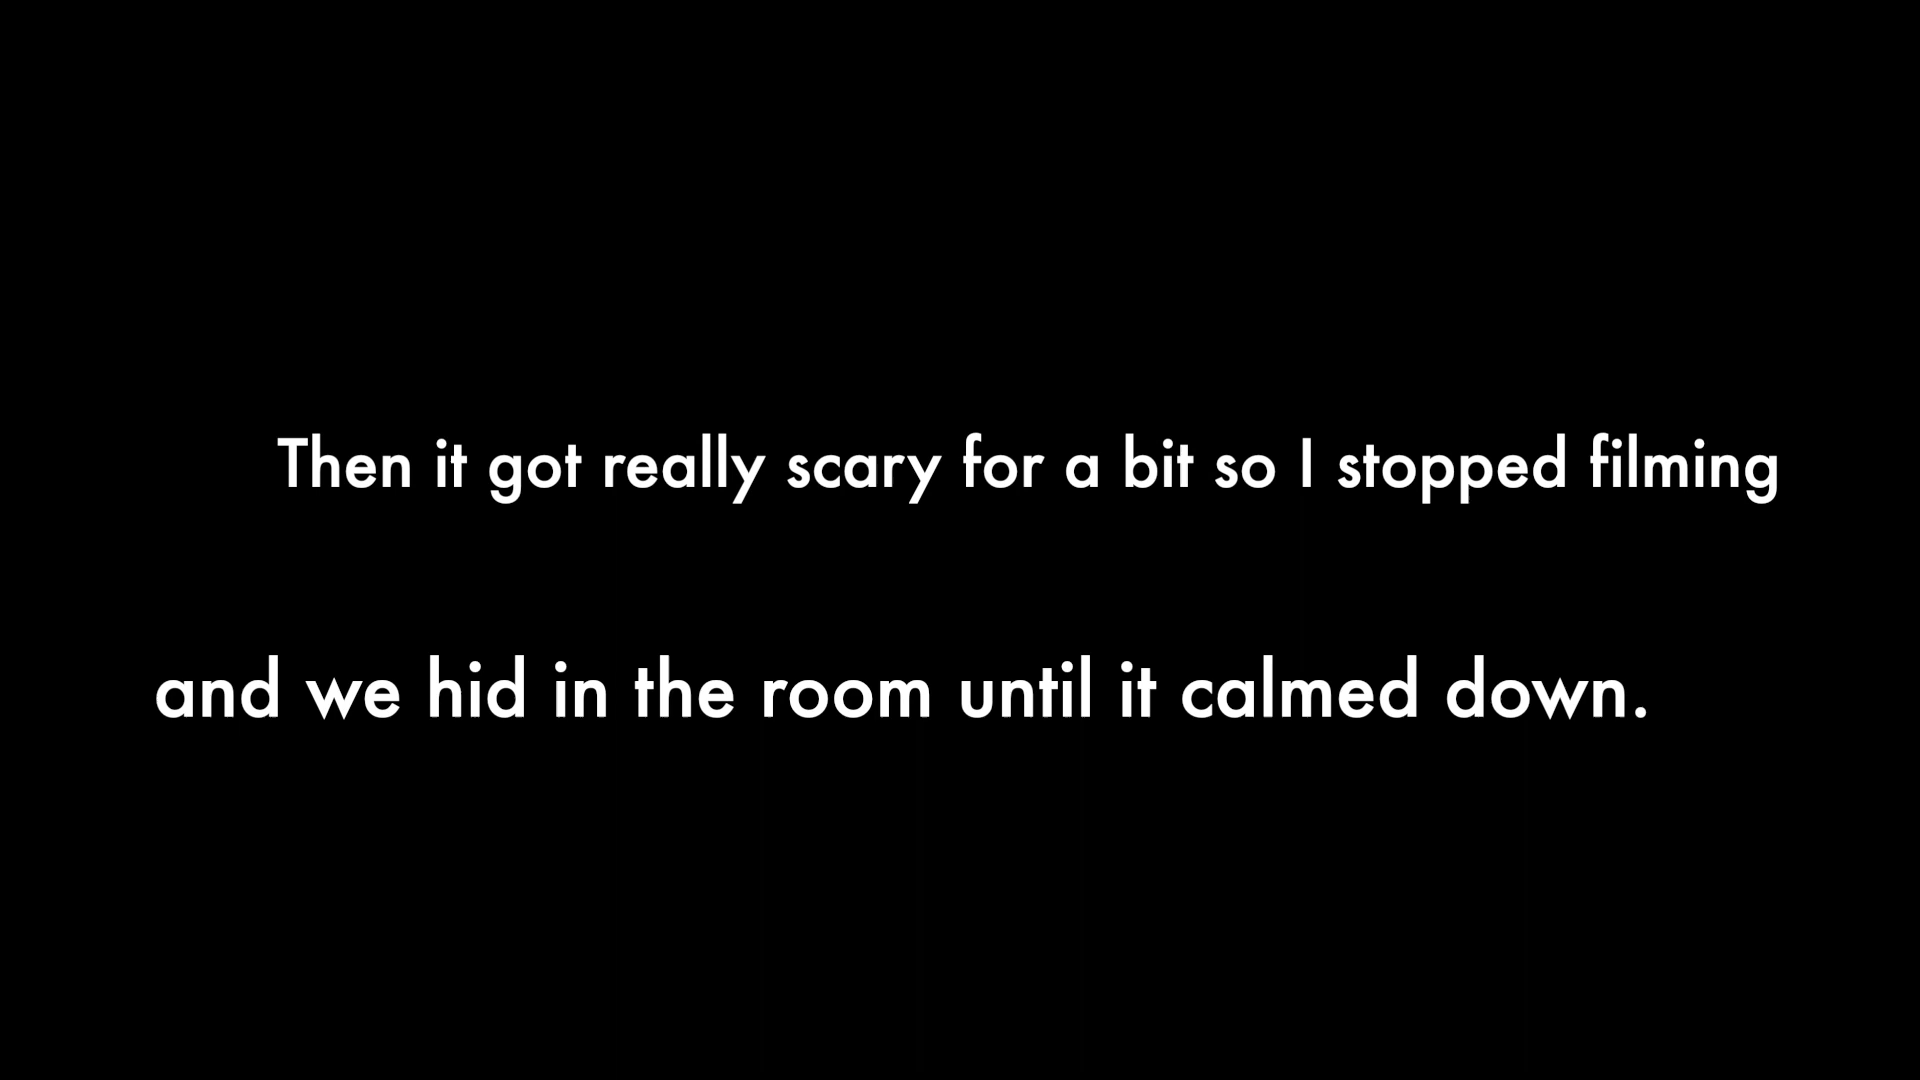 Then it got really scary for a bit so I stopped filming
and we hid in the room until it calmed down.